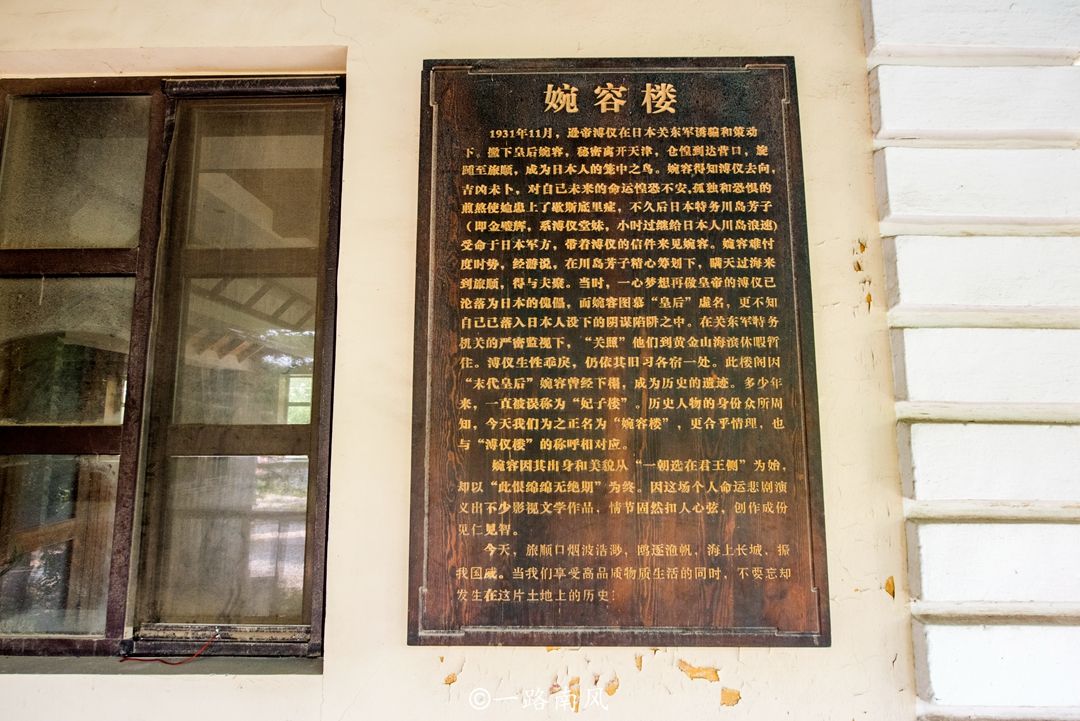 婉容楼
1931年11月，逊帝溥仪在日本关东军诱骗和策动
下。撇下皇后婉容，秘密离开天津，仓惶到达营口，旋
踵至旅顺，成为日本人的笼中之鸟。婉容得知溥仪去向，
吉凶未卜，对自己未来的命运惶恐不安,孤独和恐惧的
煎熬使她患上了歇斯底里症，不久后日本特务川岛芳子
（即金璧辉，系溥仪堂妹，小时过继给日本人川岛浪速)
受命于日本军方，带着溥仪的信件来见婉容。婉容难忖
度时势，经游说，在川岛芳子精心筹划下，瞒天过海来
到旅顺，得与夫聚。当时，一心梦想再做皇帝的溥仪已
沦落为日本的傀儡，而婉容图慕“皇后”虚名，更不知
自己已落入日本人设下的阴谋陷阱之中。在关东军特务
机关的严密监视下，“关照”他们到黄金山海滨休暇暂
住。溥仪生性乖戾，仍依其旧习各宿一处。此楼阁因
“末代皇后”婉容曾经下榻，成为历史的遗迹。多少年
来，一直被误称为“妃子楼”。历史人物的身份众所周
知，今天我们为之正名为“婉容楼”，更合乎情理，也
与“溥仪楼”的称呼相对应。
婉容因其出身和美貌从“一朝选在君王侧”为始，
却以“此恨绵绵无绝期”为终。因这场个人命运悲剧演
义出不少影视文学作品，情节固然扣人心弦，创作成份
见仁见智。
今天，旅顺口烟波浩渺，鸥逐渔帆，海上长城，振
我国威。当我们享受高品质物质生活的同时，不要忘却
发生在这片土地上的历史！
©一路南风